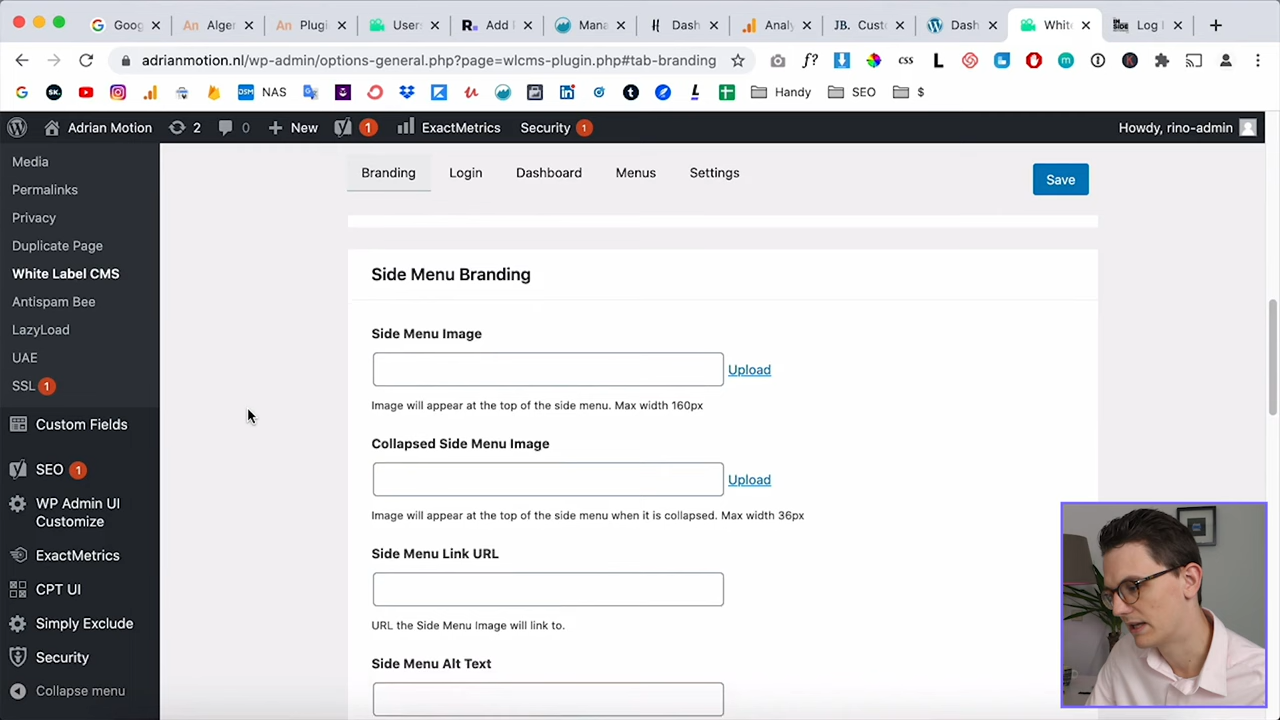 Goog
Alger
Plugi
Users
Add
Mana
Dash
Analy
JB. Custo
Dash
White
Log I
adrianmotion.nl/wp-admin/options-general.php?page=wlcms-plugin.php#tab-branding
NAS
Handy
SEO
$
Adrian Motion
2
0
New
1
ExactMetrics
Security 1
Howdy, rino-admin
Media
Permalinks
Privacy
Duplicate Page
White Label CMS
Antispam Bee
LazyLoad
UAE
SSL 1
Custom Fields
SEO 1
WP Admin UI
Customize
ExactMetrics
CPT UI
Simply Exclude
Security
Collapse menu
Branding
Login
Dashboard
Menus
Settings
Save
Side Menu Branding
Side Menu Image
Upload
Image will appear at the top of the side menu. Max width 160px
Collapsed Side Menu Image
Upload
Image will appear at the top of the side menu when it is collapsed. Max width 36px
Side Menu Link URL
URL the Side Menu Image will link to.
Side Menu Alt Text